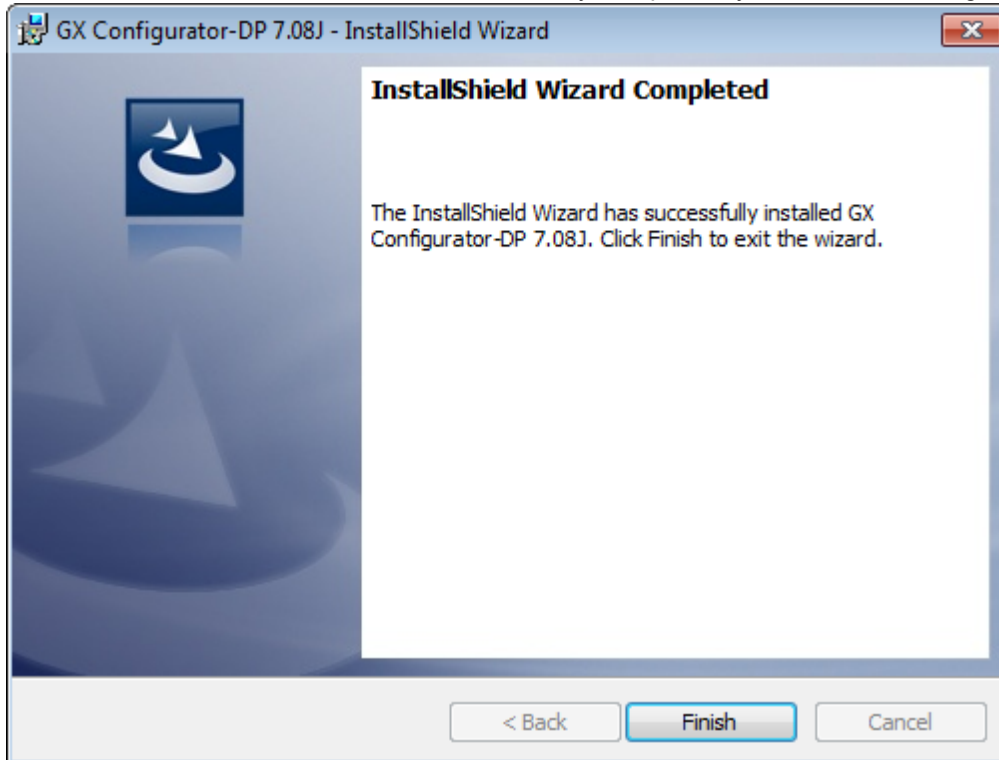 GX Configurator-DP 7.08J - InstallShield Wizard
InstallShield Wizard Completed
The InstallShield Wizard has successfully installed GX
Configurator-DP 7.08J. Click Finish to exit the wizard.
< Back
Finish
Cancel